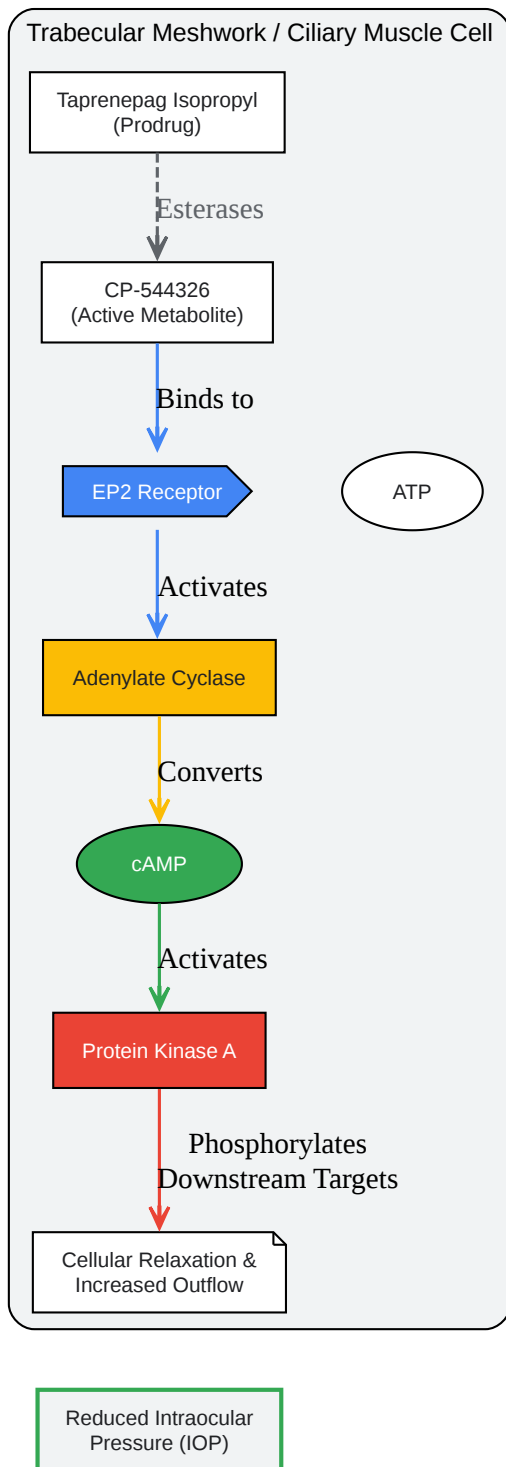 Trabecular Meshwork / Ciliary Muscle Cell
Taprenepag Isopropyl
(Prodrug)
Esterases
CP-544326
(Active Metabolite)
Binds to
EP2 Receptor
ATP
Activates
Adenylate Cyclase
Converts
cAMP
Activates
Protein Kinase A
Phosphorylates
Downstream Targets
Cellular Relaxation &
Increased Outflow
Reduced Intraocular
Pressure (IOP)